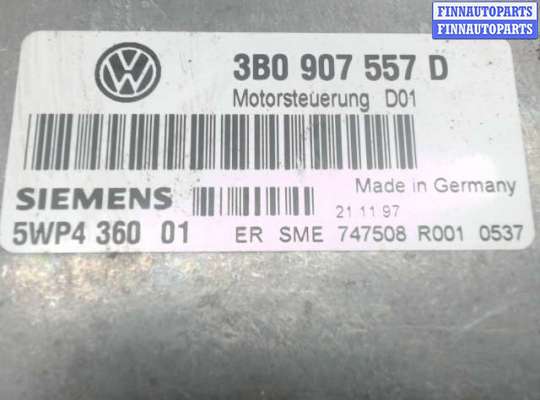 FINNAUTOPARTS
FINNAUTOPARTS
3B0 907 557 D
Motorsteuerung D01
SIEMENS
Made in Germany
21 11 97
5WP4 360 01 ER SME 747508 R001 0537